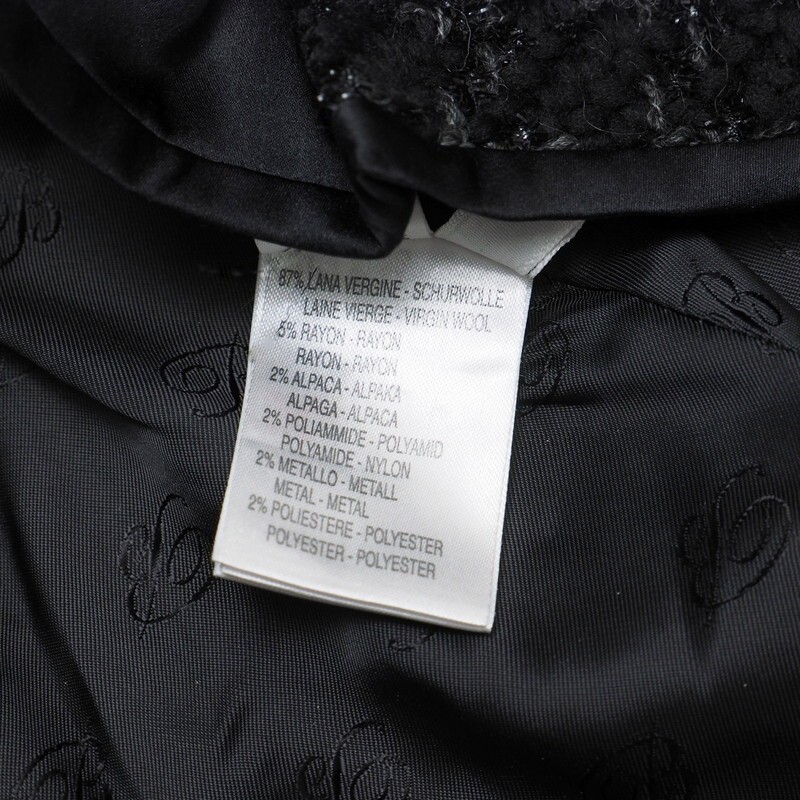 87% LANA VERGINE - SCHURWOLLE
LAINE VIERGE - VIRGIN WOOL
5% RAYON - RAYON
RAYON - RAYON
2% ALPACA - ALPAKA
ALPAGA - ALPACA
2% POLIAMMIDE - POLYAMID
POLYAMIDE - NYLON
2% METALLO - METALL
METAL - METAL
2% POLIESTERE - POLYESTER
POLYESTER - POLYESTER